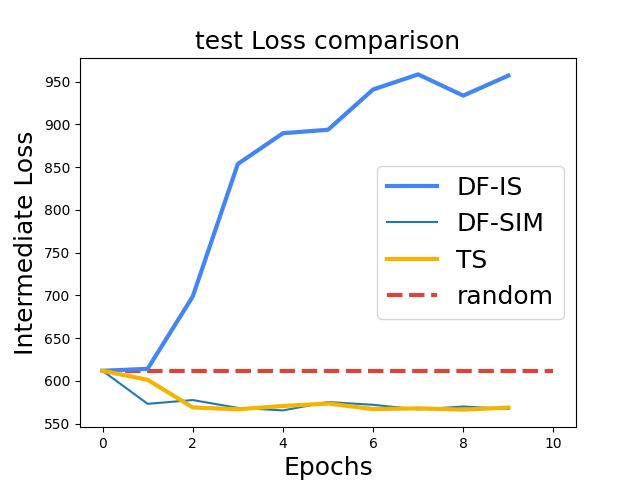 test Loss comparison
Intermediate Loss
950
900
850
800
750
700
650
600
550
DF-IS
DF-SIM
TS
random
0
2
4
6
8
10
Epochs